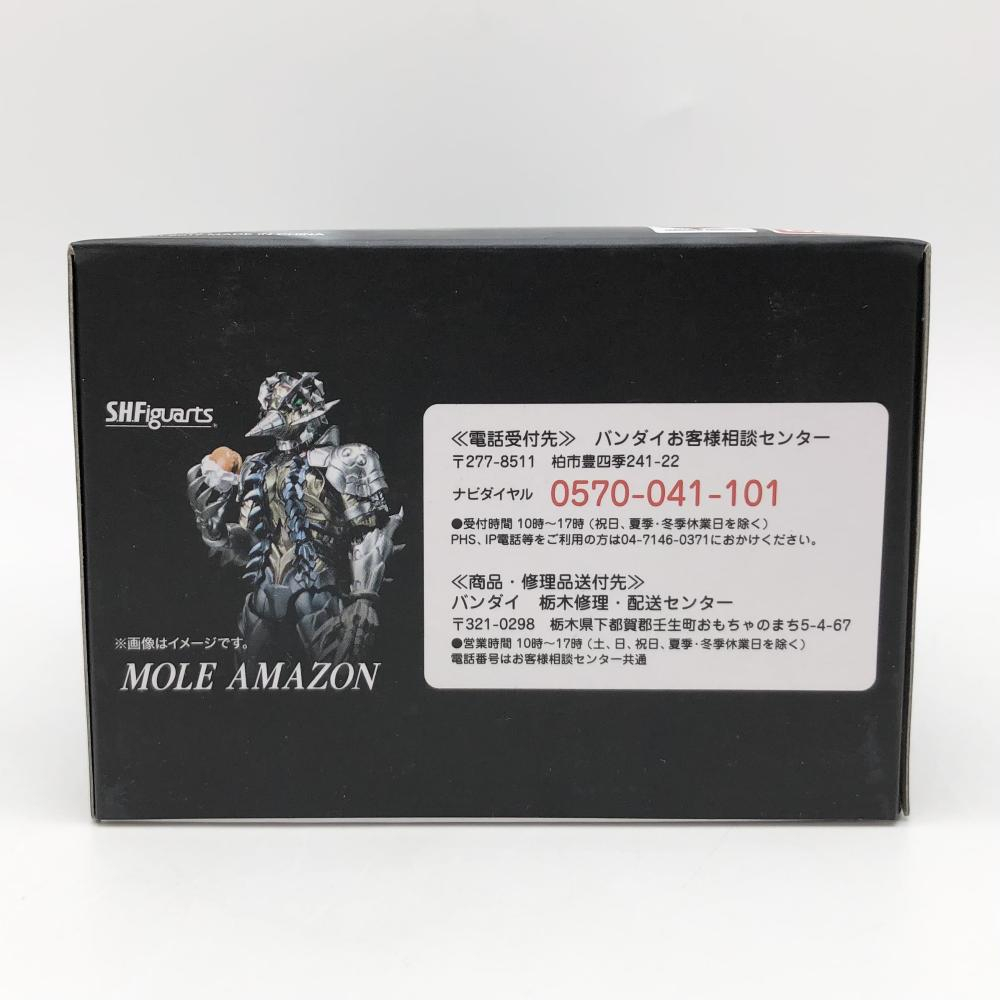 MADE IN CHINA
S.H.Figuarts
※画像はイメージです。
MOLE AMAZON
≪電話受付先≫ バンダイお客様相談センター
〒277-8511 柏市豊四季241-22
ナビダイヤル 0570-041-101
●受付時間 10時〜17時（祝日、夏季・冬季休業日を除く）
PHS、IP電話等をご利用の方は04-7146-0371におかけください。
≪商品・修理品送付先≫
バンダイ 栃木修理・配送センター
〒321-0298 栃木県下都賀郡壬生町おもちゃのまち5-4-67
●営業時間 10時〜17時（土、日、祝日、夏季・冬季休業日を除く）
電話番号はお客様相談センター共通